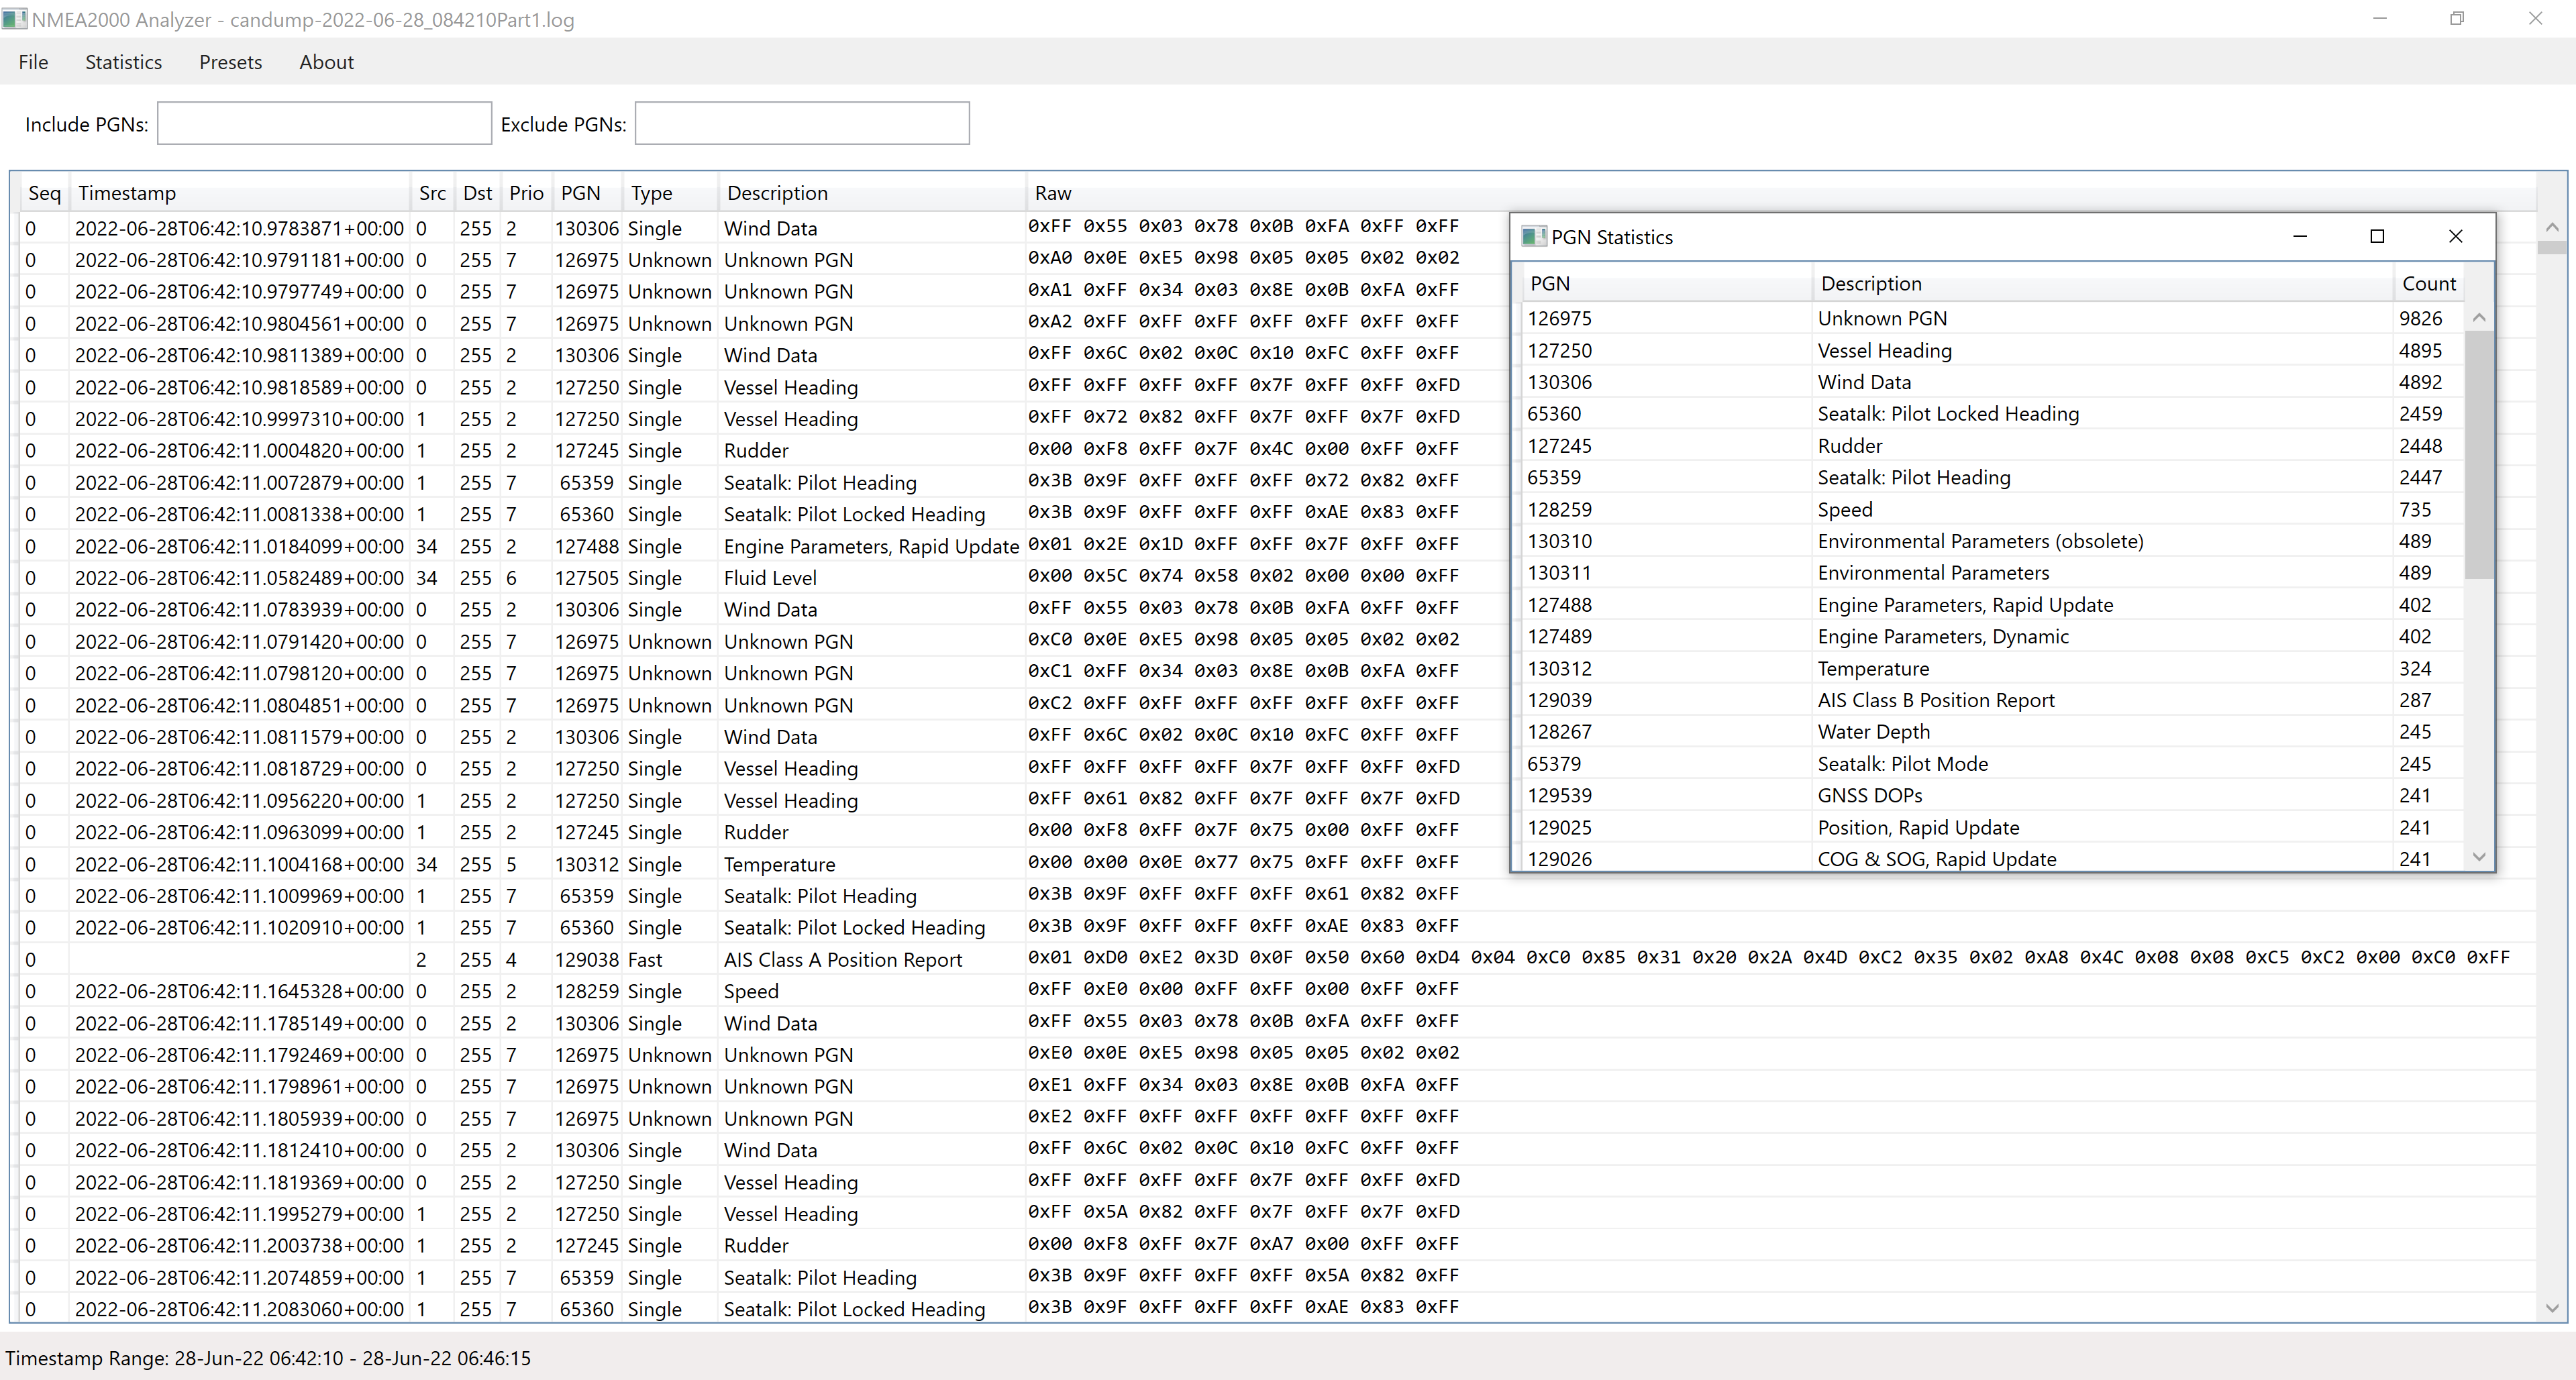 NMEA2000 Analyzer - candump-2022-06-28_084210Part1.log
File Statistics Presets About
Include PGNs: Exclude PGNs:
Seq Timestamp Src Dst Prio PGN Type Description Raw
0 2022-06-28T06:42:10.9783871+00:00 0 255 2 130306 Single Wind Data 0xFF 0x55 0x03 0x78 0x0B 0xFA 0xFF 0xFF
0 2022-06-28T06:42:10.9791181+00:00 0 255 7 126975 Unknown Unknown PGN 0xA0 0x0E 0xE5 0x98 0x05 0x05 0x02 0x02
0 2022-06-28T06:42:10.9797749+00:00 0 255 7 126975 Unknown Unknown PGN 0xA1 0xFF 0x34 0x03 0x8E 0x0B 0xFA 0xFF
0 2022-06-28T06:42:10.9804561+00:00 0 255 7 126975 Unknown Unknown PGN 0xA2 0xFF 0xFF 0xFF 0xFF 0xFF 0xFF 0xFF
0 2022-06-28T06:42:10.9811389+00:00 0 255 2 130306 Single Wind Data 0xFF 0x6C 0x02 0x0C 0x10 0xFC 0xFF 0xFF
0 2022-06-28T06:42:10.9818589+00:00 0 255 2 127250 Single Vessel Heading 0xFF 0xFF 0xFF 0xFF 0x7F 0xFF 0xFF 0xFD
0 2022-06-28T06:42:10.9997310+00:00 1 255 2 127250 Single Vessel Heading 0xFF 0x72 0x82 0xFF 0x7F 0xFF 0x7F 0xFD
0 2022-06-28T06:42:11.0004820+00:00 1 255 2 127245 Single Rudder 0x00 0xF8 0xFF 0x7F 0x4C 0x00 0xFF 0xFF
0 2022-06-28T06:42:11.0072879+00:00 1 255 7 65359 Single Seatalk: Pilot Heading 0x3B 0x9F 0xFF 0xFF 0xFF 0x72 0x82 0xFF
0 2022-06-28T06:42:11.0081338+00:00 1 255 7 65360 Single Seatalk: Pilot Locked Heading 0x3B 0x9F 0xFF 0xFF 0xFF 0xAE 0x83 0xFF
0 2022-06-28T06:42:11.0184099+00:00 34 255 2 127488 Single Engine Parameters, Rapid Update 0x01 0x2E 0x1D 0xFF 0xFF 0x7F 0xFF 0xFF
0 2022-06-28T06:42:11.0582489+00:00 34 255 6 127505 Single Fluid Level 0x00 0x5C 0x74 0x58 0x02 0x00 0x00 0xFF
0 2022-06-28T06:42:11.0783939+00:00 0 255 2 130306 Single Wind Data 0xFF 0x55 0x03 0x78 0x0B 0xFA 0xFF 0xFF
0 2022-06-28T06:42:11.0791420+00:00 0 255 7 126975 Unknown Unknown PGN 0xC0 0x0E 0xE5 0x98 0x05 0x05 0x02 0x02
0 2022-06-28T06:42:11.0798120+00:00 0 255 7 126975 Unknown Unknown PGN 0xC1 0xFF 0x34 0x03 0x8E 0x0B 0xFA 0xFF
0 2022-06-28T06:42:11.0804851+00:00 0 255 7 126975 Unknown Unknown PGN 0xC2 0xFF 0xFF 0xFF 0xFF 0xFF 0xFF 0xFF
0 2022-06-28T06:42:11.0811579+00:00 0 255 2 130306 Single Wind Data 0xFF 0x6C 0x02 0x0C 0x10 0xFC 0xFF 0xFF
0 2022-06-28T06:42:11.0818729+00:00 0 255 2 127250 Single Vessel Heading 0xFF 0xFF 0xFF 0xFF 0x7F 0xFF 0xFF 0xFD
0 2022-06-28T06:42:11.0956220+00:00 1 255 2 127250 Single Vessel Heading 0xFF 0x61 0x82 0xFF 0x7F 0xFF 0x7F 0xFD
0 2022-06-28T06:42:11.0963099+00:00 1 255 2 127245 Single Rudder 0x00 0xF8 0xFF 0x7F 0x75 0x00 0xFF 0xFF
0 2022-06-28T06:42:11.1004168+00:00 34 255 5 130312 Single Temperature 0x00 0x00 0x0E 0x77 0x75 0xFF 0xFF 0xFF
0 2022-06-28T06:42:11.1009969+00:00 1 255 7 65359 Single Seatalk: Pilot Heading 0x3B 0x9F 0xFF 0xFF 0xFF 0x61 0x82 0xFF
0 2022-06-28T06:42:11.1020910+00:00 1 255 7 65360 Single Seatalk: Pilot Locked Heading 0x3B 0x9F 0xFF 0xFF 0xFF 0xAE 0x83 0xFF
0 2 255 4 129038 Fast AIS Class A Position Report 0x01 0xD0 0xE2 0x3D 0x0F 0x50 0x60 0xD4 0x04 0xC0 0x85 0x31 0x20 0x2A 0x4D 0xC2 0x35 0x02 0xA8 0x4C 0x08 0x08 0xC5 0xC2 0x00 0xC0 0xFF
0 2022-06-28T06:42:11.1645328+00:00 0 255 2 128259 Single Speed 0xFF 0xE0 0x00 0xFF 0xFF 0x00 0xFF 0xFF
0 2022-06-28T06:42:11.1785149+00:00 0 255 2 130306 Single Wind Data 0xFF 0x55 0x03 0x78 0x0B 0xFA 0xFF 0xFF
0 2022-06-28T06:42:11.1792469+00:00 0 255 7 126975 Unknown Unknown PGN 0xE0 0x0E 0xE5 0x98 0x05 0x05 0x02 0x02
0 2022-06-28T06:42:11.1798961+00:00 0 255 7 126975 Unknown Unknown PGN 0xE1 0xFF 0x34 0x03 0x8E 0x0B 0xFA 0xFF
0 2022-06-28T06:42:11.1805939+00:00 0 255 7 126975 Unknown Unknown PGN 0xE2 0xFF 0xFF 0xFF 0xFF 0xFF 0xFF 0xFF
0 2022-06-28T06:42:11.1812410+00:00 0 255 2 130306 Single Wind Data 0xFF 0x6C 0x02 0x0C 0x10 0xFC 0xFF 0xFF
0 2022-06-28T06:42:11.1819369+00:00 0 255 2 127250 Single Vessel Heading 0xFF 0xFF 0xFF 0xFF 0x7F 0xFF 0xFF 0xFD
0 2022-06-28T06:42:11.1995279+00:00 1 255 2 127250 Single Vessel Heading 0xFF 0x5A 0x82 0xFF 0x7F 0xFF 0x7F 0xFD
0 2022-06-28T06:42:11.2003738+00:00 1 255 2 127245 Single Rudder 0x00 0xF8 0xFF 0x7F 0xA7 0x00 0xFF 0xFF
0 2022-06-28T06:42:11.2074859+00:00 1 255 7 65359 Single Seatalk: Pilot Heading 0x3B 0x9F 0xFF 0xFF 0xFF 0x5A 0x82 0xFF
0 2022-06-28T06:42:11.2083060+00:00 1 255 7 65360 Single Seatalk: Pilot Locked Heading 0x3B 0x9F 0xFF 0xFF 0xFF 0xAE 0x83 0xFF
PGN Statistics
PGN Description Count
126975 Unknown PGN 9826
127250 Vessel Heading 4895
130306 Wind Data 4892
65360 Seatalk: Pilot Locked Heading 2459
127245 Rudder 2448
65359 Seatalk: Pilot Heading 2447
128259 Speed 735
130310 Environmental Parameters (obsolete) 489
130311 Environmental Parameters 489
127488 Engine Parameters, Rapid Update 402
127489 Engine Parameters, Dynamic 402
130312 Temperature 324
129039 AIS Class B Position Report 287
128267 Water Depth 245
65379 Seatalk: Pilot Mode 245
129539 GNSS DOPs 241
129025 Position, Rapid Update 241
129026 COG & SOG, Rapid Update 241
Timestamp Range: 28-Jun-22 06:42:10 - 28-Jun-22 06:46:15